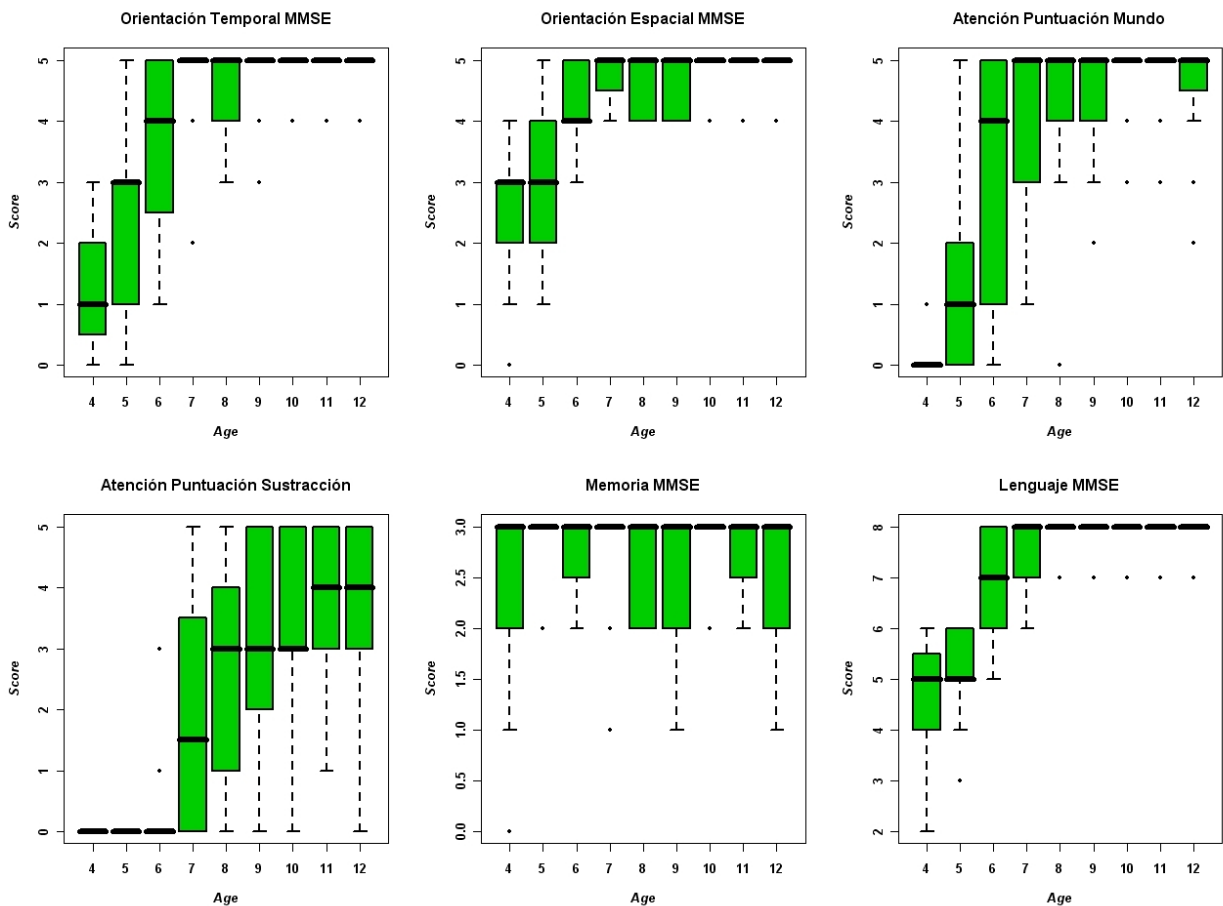 Orientación Temporal MMSE
Score
5
4
3
2
1
0
4 5 6 7 8 9 10 11 12
Age
Orientación Espacial MMSE
Score
5
4
3
2
1
0
4 5 6 7 8 9 10 11 12
Age
Atención Puntuación Mundo
Score
5
4
3
2
1
0
4 5 6 7 8 9 10 11 12
Age
Atención Puntuación Sustracción
Score
5
4
3
2
1
0
4 5 6 7 8 9 10 11 12
Age
Memoria MMSE
Score
3.0
2.5
2.0
1.5
1.0
0.5
0.0
4 5 6 7 8 9 10 11 12
Age
Lenguaje MMSE
Score
8
7
6
5
4
3
2
4 5 6 7 8 9 10 11 12
Age